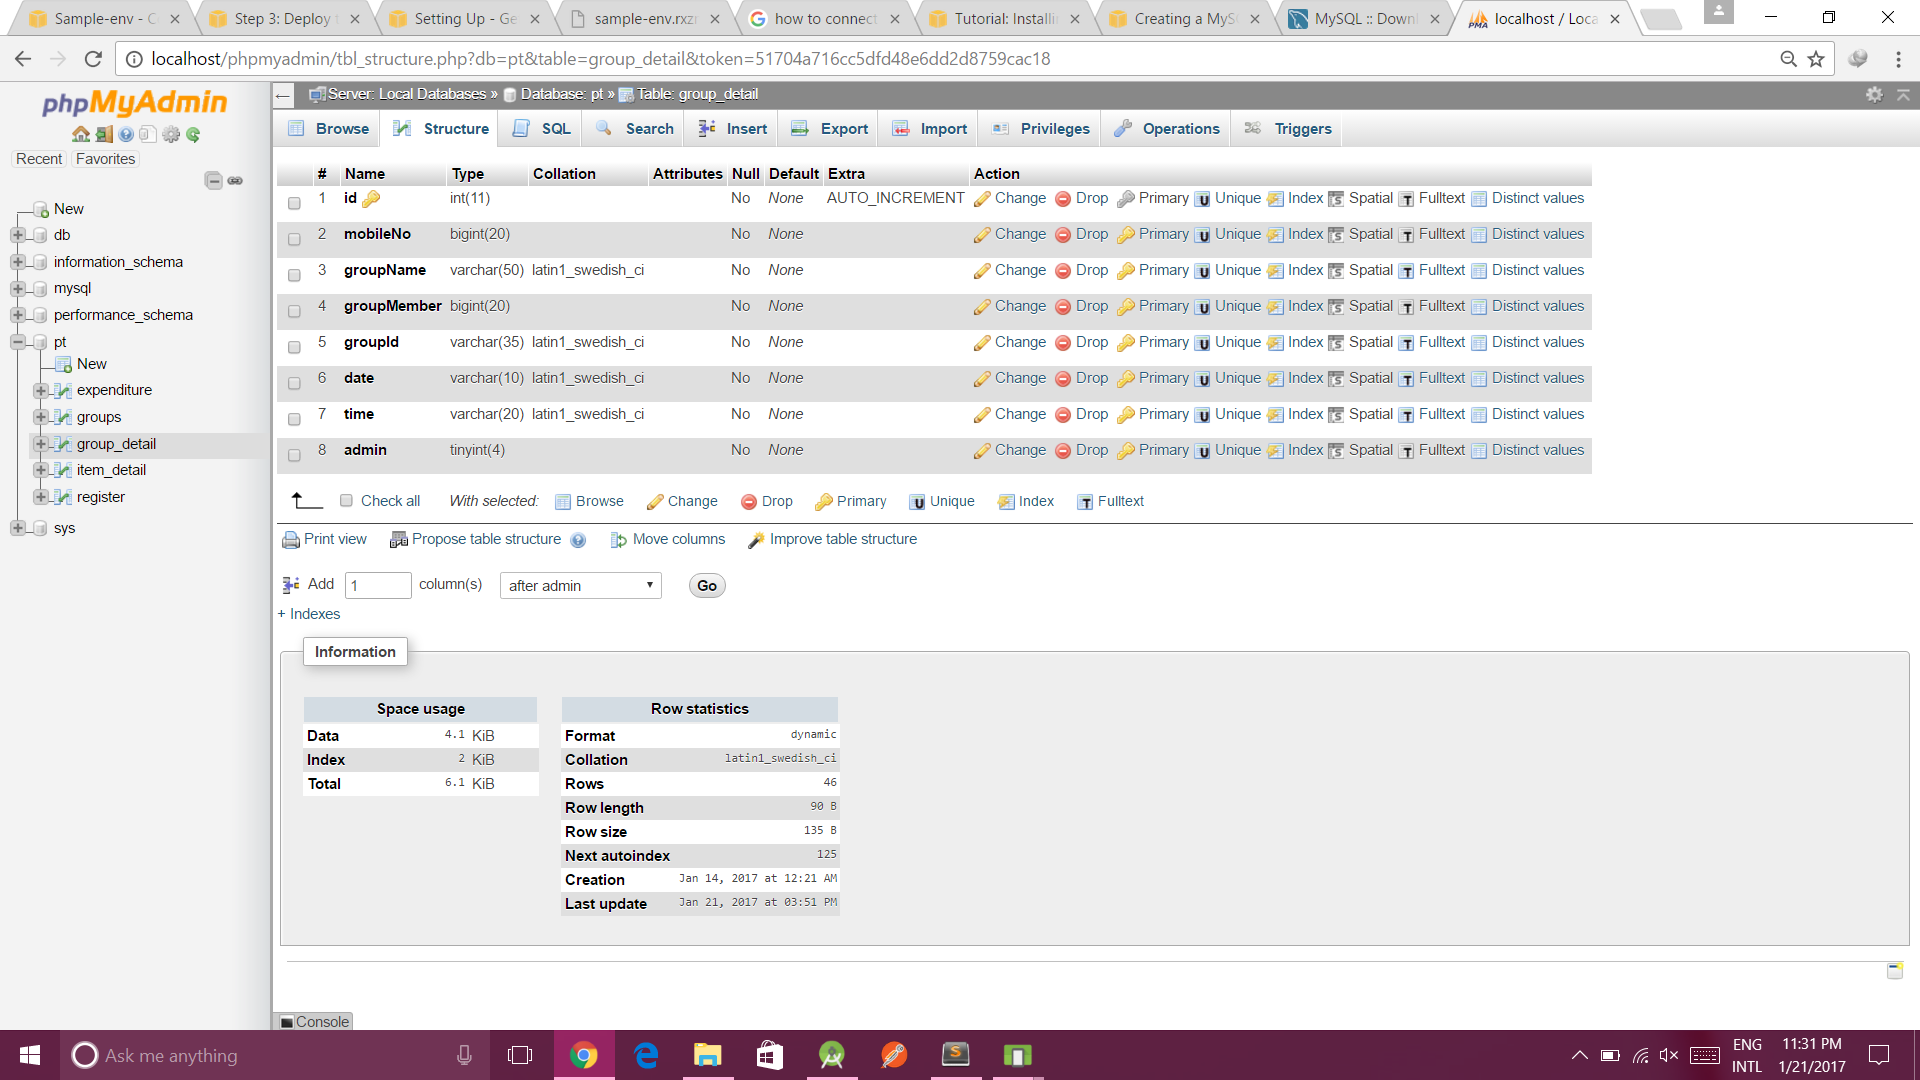 Sample-env - C
Step 3: Deploy t
Setting Up - Ge
sample-env.rxzr
how to connect
Tutorial: Installi
Creating a MyS
MySQL :: Downl
localhost / Loca
localhost/phpmyadmin/tbl_structure.php?db=pt&table=group_detail&token=51704a716cc5dfd48e6dd2d8759cac18
phpMyAdmin
Recent Favorites
New
db
information_schema
mysql
performance_schema
pt
New
expenditure
groups
group_detail
item_detail
register
sys
Server: Local Databases » Database: pt » Table: group_detail
Browse Structure SQL Search Insert Export Import Privileges Operations Triggers
# Name Type Collation Attributes Null Default Extra Action
1 id int(11) No None AUTO_INCREMENT Change Drop Primary Unique Index Spatial Fulltext Distinct values
2 mobileNo bigint(20) No None Change Drop Primary Unique Index Spatial Fulltext Distinct values
3 groupName varchar(50) latin1_swedish_ci No None Change Drop Primary Unique Index Spatial Fulltext Distinct values
4 groupMember bigint(20) No None Change Drop Primary Unique Index Spatial Fulltext Distinct values
5 groupId varchar(35) latin1_swedish_ci No None Change Drop Primary Unique Index Spatial Fulltext Distinct values
6 date varchar(10) latin1_swedish_ci No None Change Drop Primary Unique Index Spatial Fulltext Distinct values
7 time varchar(20) latin1_swedish_ci No None Change Drop Primary Unique Index Spatial Fulltext Distinct values
8 admin tinyint(4) No None Change Drop Primary Unique Index Spatial Fulltext Distinct values
Check all With selected: Browse Change Drop Primary Unique Index Fulltext
Print view Propose table structure Move columns Improve table structure
Add 1 column(s) after admin Go
+ Indexes
Information
Space usage
Data 4.1 KiB
Index 2 KiB
Total 6.1 KiB
Row statistics
Format dynamic
Collation latin1_swedish_ci
Rows 46
Row length 90 B
Row size 135 B
Next autoindex 125
Creation Jan 14, 2017 at 12:21 AM
Last update Jan 21, 2017 at 03:51 PM
Console
Ask me anything
ENG
INTL
11:31 PM
1/21/2017